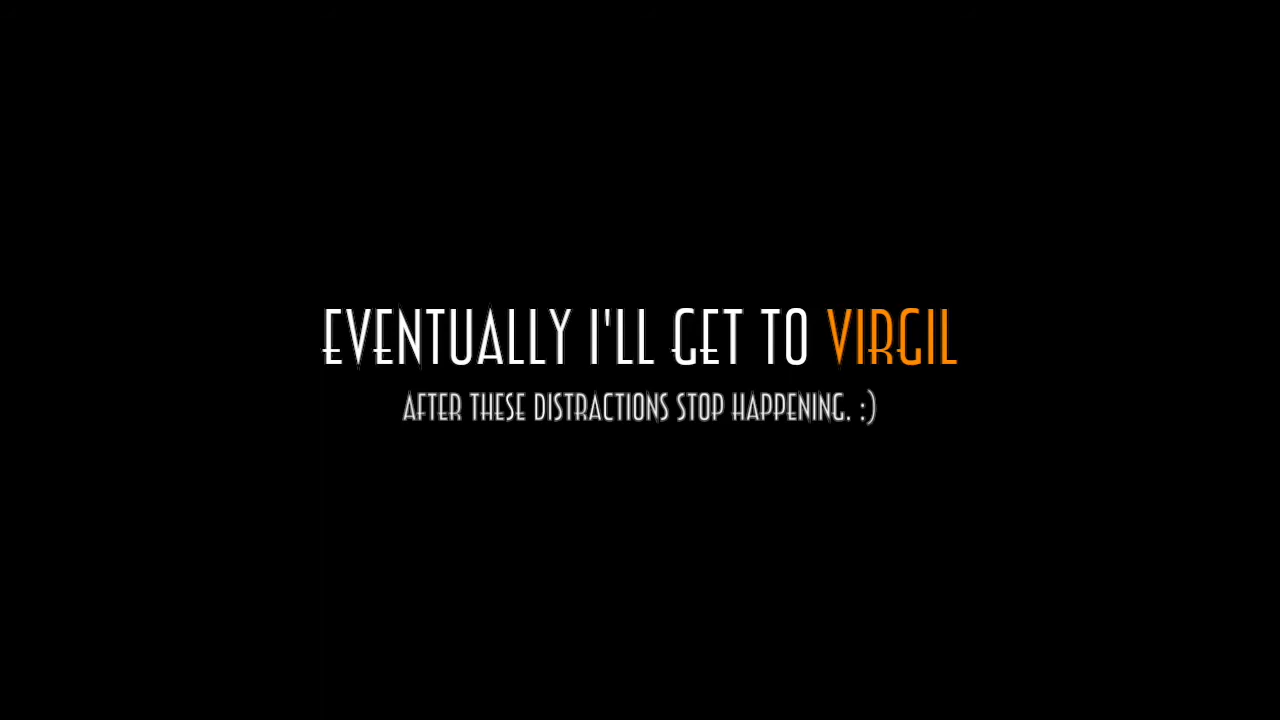 EVENTUALLY I'LL GET TO VIRGIL
AFTER THESE DISTRACTIONS STOP HAPPENING. :)